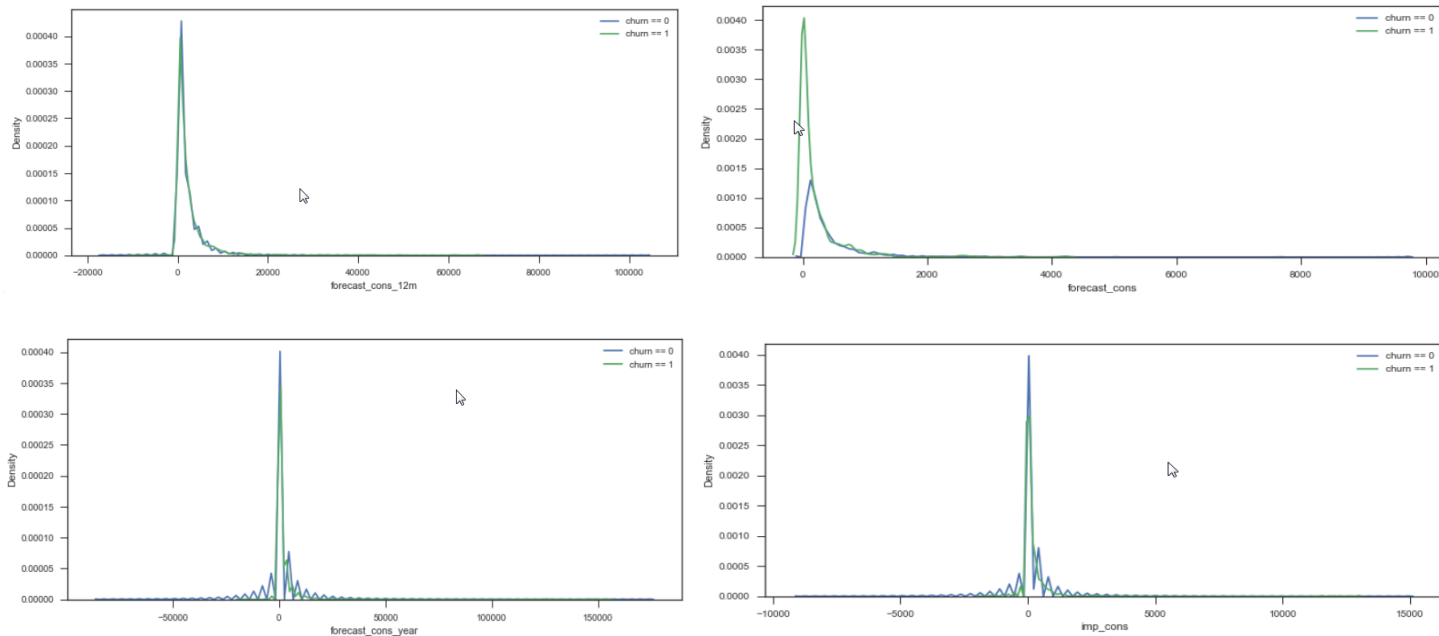 churn == 0
churn == 1
0.00040
0.00035
0.00030
0.00025
0.00020
0.00015
0.00010
0.00005
0.00000
Density
−20000 0 20000 40000 60000 80000 100000
forecast_cons_12m
churn == 0
churn == 1
0.0040
0.0035
0.0030
0.0025
0.0020
0.0015
0.0010
0.0005
0.0000
Density
0 2000 4000 6000 8000 10000
forecast_cons
churn == 0
churn == 1
0.00040
0.00035
0.00030
0.00025
0.00020
0.00015
0.00010
0.00005
0.00000
Density
−50000 0 50000 100000 150000
forecast_cons_year
churn == 0
churn == 1
0.0040
0.0035
0.0030
0.0025
0.0020
0.0015
0.0010
0.0005
0.0000
Density
−10000 −5000 0 5000 10000 15000
imp_cons